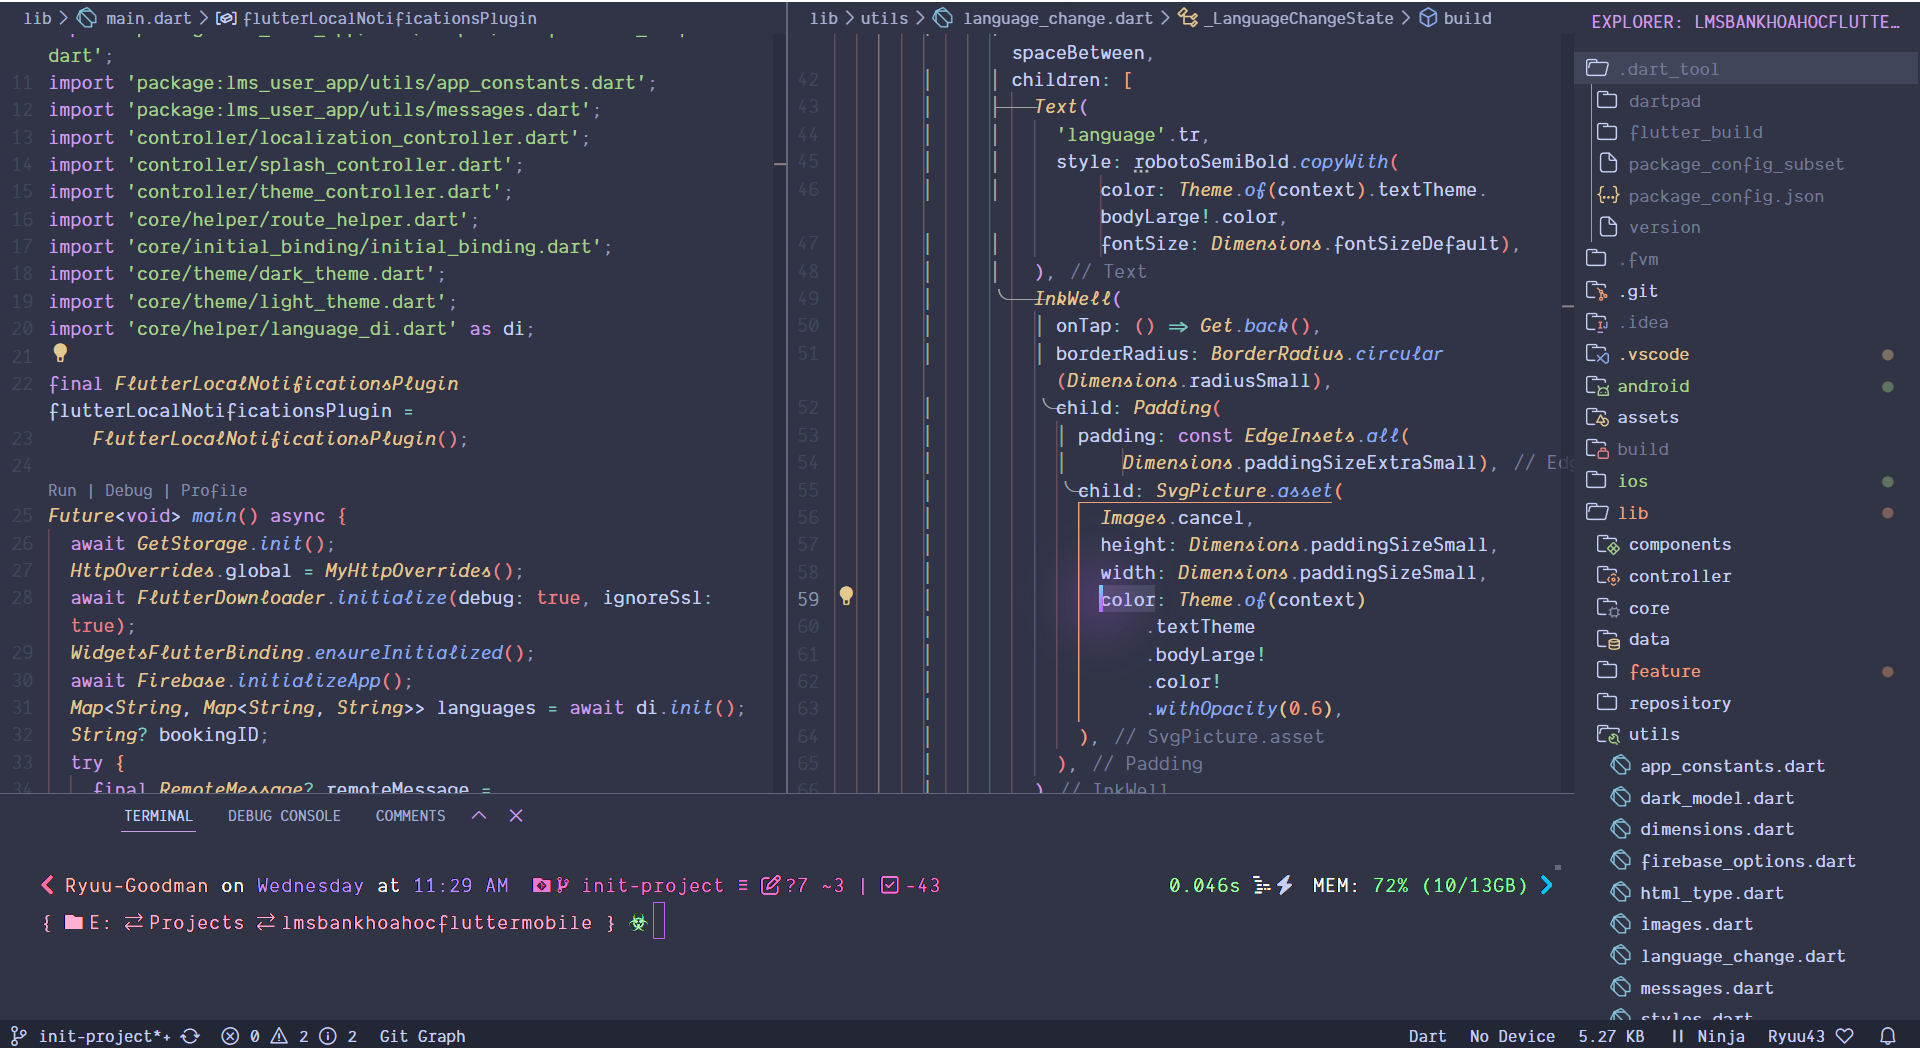 lib > main.dart > flutterLocalNotificationsPlugin
dart';
11 import 'package:lms_user_app/utils/app_constants.dart';
12 import 'package:lms_user_app/utils/messages.dart';
13 import 'controller/localization_controller.dart';
14 import 'controller/splash_controller.dart';
15 import 'controller/theme_controller.dart';
16 import 'core/helper/route_helper.dart';
17 import 'core/initial_binding/initial_binding.dart';
18 import 'core/theme/dark_theme.dart';
19 import 'core/theme/light_theme.dart';
20 import 'core/helper/language_di.dart' as di;
21
22 final FlutterLocalNotificationsPlugin
flutterLocalNotificationsPlugin =
23 FlutterLocalNotificationsPlugin();
24
Run | Debug | Profile
25 Future<void> main() async {
26 await GetStorage.init();
27 HttpOverrides.global = MyHttpOverrides();
28 await FlutterDownloader.initialize(debug: true, ignoreSsl:
true);
29 WidgetsFlutterBinding.ensureInitialized();
30 await Firebase.initializeApp();
31 Map<String, Map<String, String>> languages = await di.init();
32 String? bookingID;
33 try {
34 final RemoteMessage? remoteMessage =
lib > utils > language_change.dart > _LanguageChangeState > build
spaceBetween,
42 children: [
43 Text(
44 'language'.tr,
45 style: robotoSemiBold.copyWith(
46 color: Theme.of(context).textTheme.
bodyLarge!.color,
47 fontSize: Dimensions.fontSizeDefault),
48 ), // Text
49 InkWell(
50 onTap: () => Get.back(),
51 borderRadius: BorderRadius.circular
(Dimensions.radiusSmall),
52 child: Padding(
53 padding: const EdgeInsets.all(
54 Dimensions.paddingSizeExtraSmall), // Ed
55 child: SvgPicture.asset(
56 Images.cancel,
57 height: Dimensions.paddingSizeSmall,
58 width: Dimensions.paddingSizeSmall,
59 color: Theme.of(context)
60 .textTheme
61 .bodyLarge!
62 .color!
63 .withOpacity(0.6),
64 ), // SvgPicture.asset
65 ), // Padding
66 ) // InkWell
EXPLORER: LMSBANKHOAHOCFLUTTE...
.dart_tool
dartpad
flutter_build
package_config_subset
package_config.json
version
.fvm
.git
.idea
.vscode
android
assets
build
ios
lib
components
controller
core
data
feature
repository
utils
app_constants.dart
dark_model.dart
dimensions.dart
firebase_options.dart
html_type.dart
images.dart
language_change.dart
messages.dart
styles.dart
TERMINAL DEBUG CONSOLE COMMENTS
Ryuu-Goodman on Wednesday at 11:29 AM init-project ≡ ?7 ~3 | -43 0.046s MEM: 72% (10/13GB)
{ E: ⇄ Projects ⇄ lmsbankhoahocfluttermobile }
init-project*+ 0 2 2 Git Graph Dart No Device 5.27 KB Ninja Ryuu43